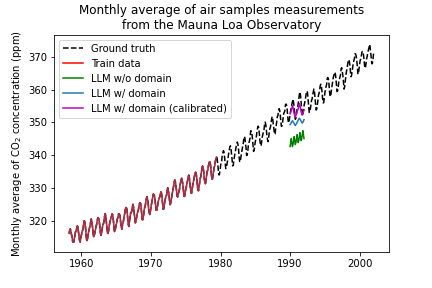 Monthly average of air samples measurements
from the Mauna Loa Observatory
Monthly average of CO₂ concentration (ppm)
370
360
350
340
330
320
Ground truth
Train data
LLM w/o domain
LLM w/ domain
LLM w/ domain (calibrated)
1960
1970
1980
1990
2000